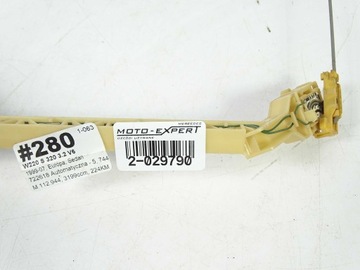 1-063
#280
W220 S 320 3.2 V6
1999/07, Europa, Sedan
722618 Automatyczna - 5, 744
M 112.944, 3199ccm, 224KM
MOTO-EXPERT
2-029790